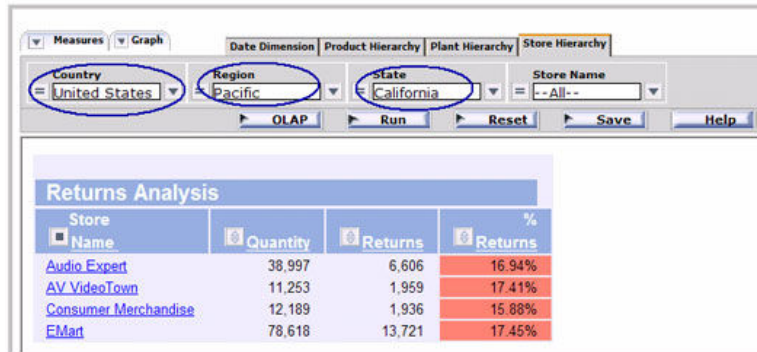 Measures Graph Date Dimension Product Hierarchy Plant Hierarchy Store Hierarchy
Country Region State Store Name
= United States = Pacific = California = --All--
OLAP Run Reset Save Help
Returns Analysis
Store %
Name Quantity Returns Returns
Audio Expert 38,997 6,606 16.94%
AV VideoTown 11,253 1,959 17.41%
Consumer Merchandise 12,189 1,936 15.88%
EMart 78,618 13,721 17.45%